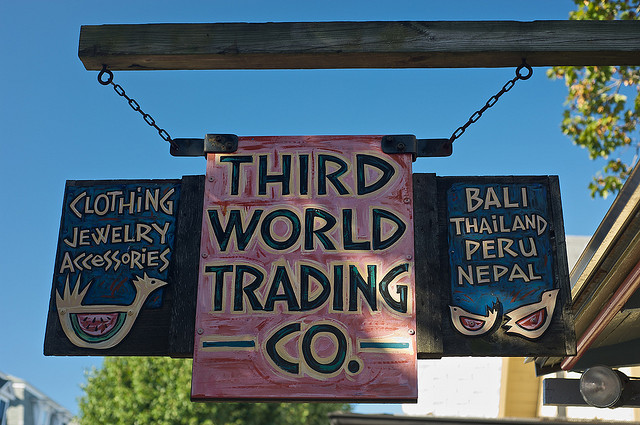 CLOTHiNG
JEWELRY
ACCESSORiES
THIRD
WORLD
TRADING
CO.
BALI
THAiLAND
PERU
NEPAL